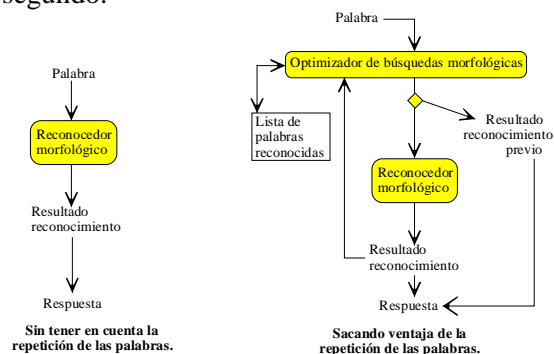 segundo.
Palabra
Reconocedor
morfológico
Resultado
reconocimiento
Respuesta
Sin tener en cuenta la
repetición de las palabras.
Palabra
Optimizador de búsquedas morfológicas
Lista de
palabras
reconocidas
Resultado
reconocimiento
previo
Reconocedor
morfológico
Resultado
reconocimiento
Respuesta
Sacando ventaja de la
repetición de las palabras.